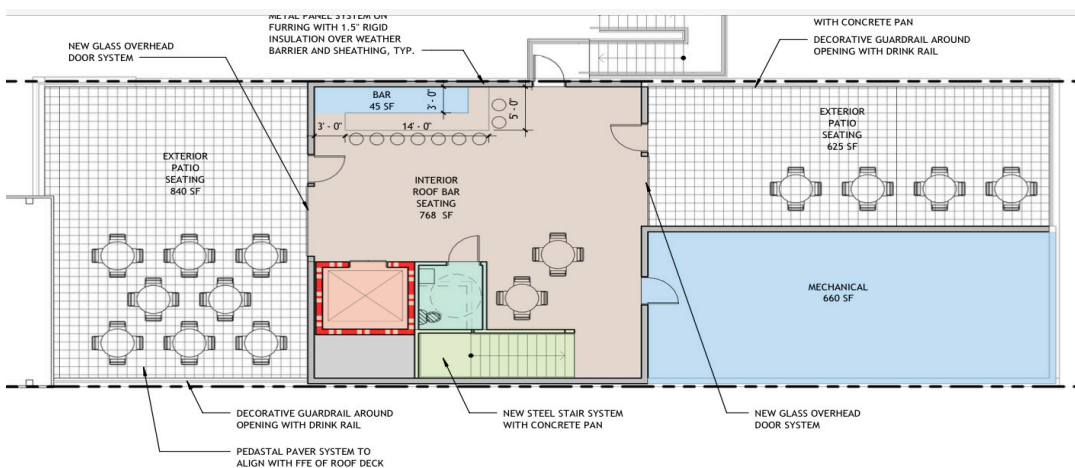 METAL PANEL SYSTEM ON
FURRING WITH 1.5" RIGID
INSULATION OVER WEATHER
BARRIER AND SHEATHING, TYP.
NEW GLASS OVERHEAD
DOOR SYSTEM
WITH CONCRETE PAN
DECORATIVE GUARDRAIL AROUND
OPENING WITH DRINK RAIL
BAR
45 SF
3' - 0"
5' - 0"
3' - 0"
14' - 0"
EXTERIOR
PATIO
SEATING
840 SF
INTERIOR
ROOF BAR
SEATING
768 SF
EXTERIOR
PATIO
SEATING
625 SF
MECHANICAL
660 SF
DECORATIVE GUARDRAIL AROUND
OPENING WITH DRINK RAIL
NEW STEEL STAIR SYSTEM
WITH CONCRETE PAN
NEW GLASS OVERHEAD
DOOR SYSTEM
PEDASTAL PAVER SYSTEM TO
ALIGN WITH FFE OF ROOF DECK